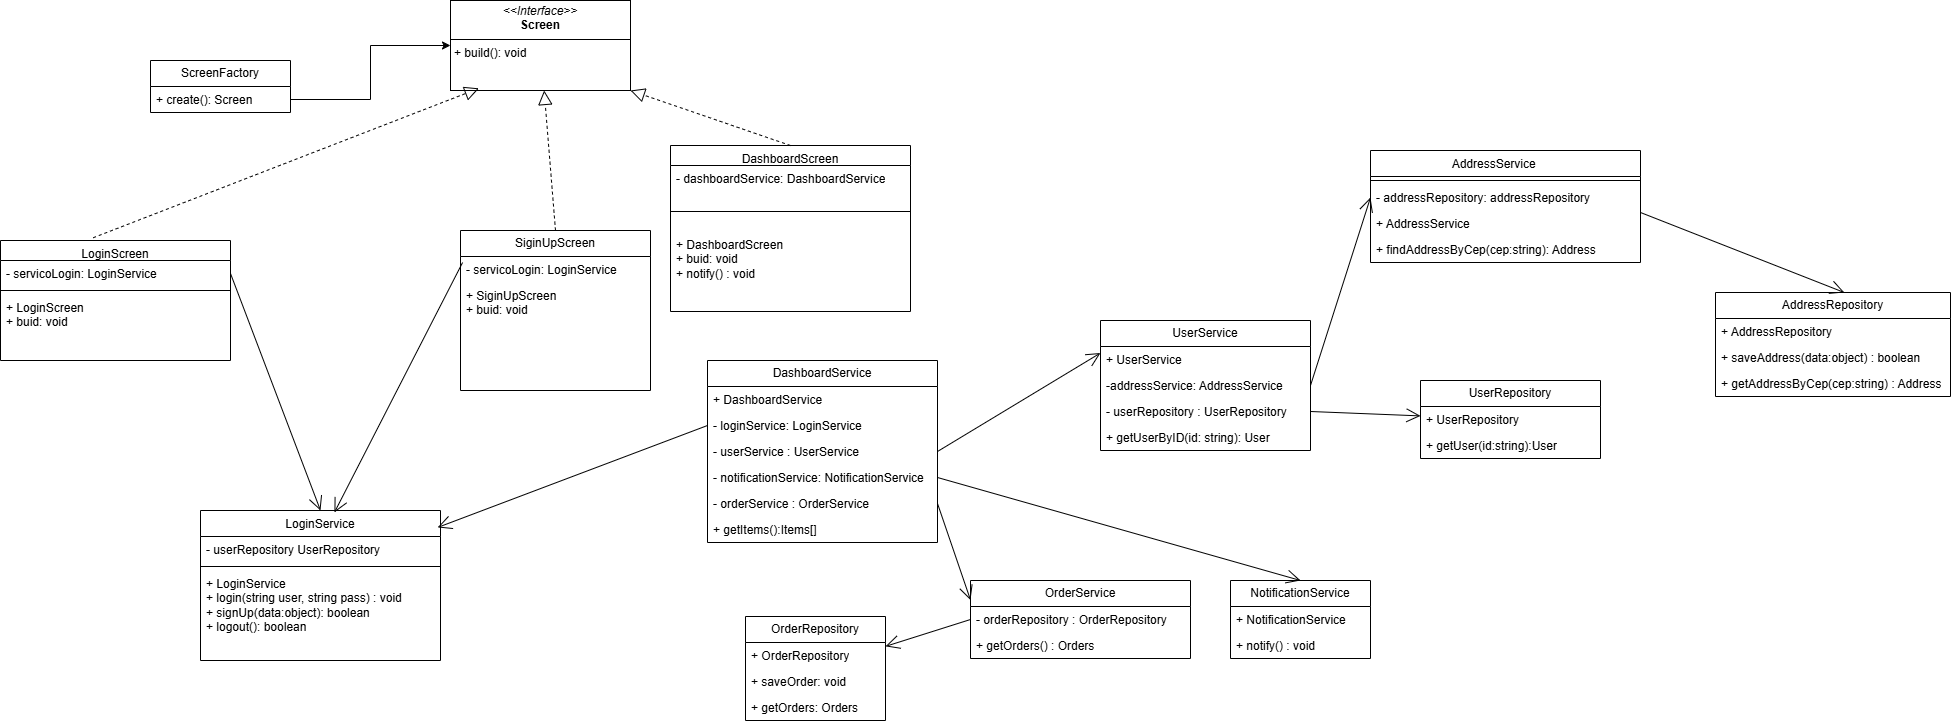 <<Interface>>
Screen
+ build(): void
ScreenFactory
+ create(): Screen
DashboardScreen
- dashboardService: DashboardService
+ DashboardScreen
+ buid: void
+ notify() : void
AddressService
- addressRepository: addressRepository
+ AddressService
+ findAddressByCep(cep:string): Address
LoginScreen
- servicoLogin: LoginService
+ LoginScreen
+ buid: void
SiginUpScreen
- servicoLogin: LoginService
+ SiginUpScreen
+ buid: void
AddressRepository
+ AddressRepository
+ saveAddress(data:object) : boolean
+ getAddressByCep(cep:string) : Address
UserService
+ UserService
-addressService: AddressService
- userRepository : UserRepository
+ getUserByID(id: string): User
UserRepository
+ UserRepository
+ getUser(id:string):User
DashboardService
+ DashboardService
- loginService: LoginService
- userService : UserService
- notificationService: NotificationService
- orderService : OrderService
+ getItems():Items[]
LoginService
- userRepository UserRepository
+ LoginService
+ login(string user, string pass) : void
+ signUp(data:object): boolean
+ logout(): boolean
OrderService
- orderRepository : OrderRepository
+ getOrders() : Orders
NotificationService
+ NotificationService
+ notify() : void
OrderRepository
+ OrderRepository
+ saveOrder: void
+ getOrders: Orders